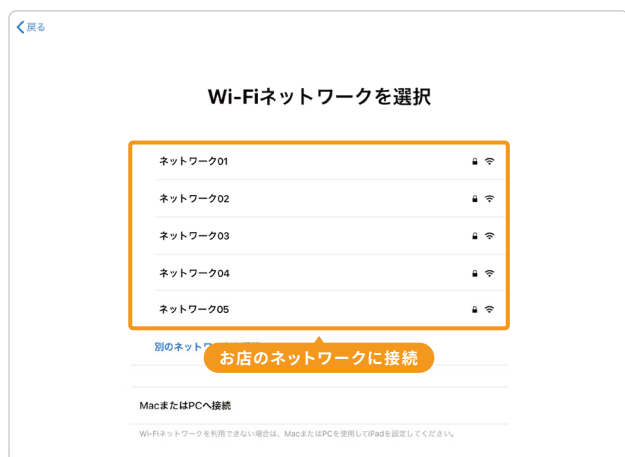 戻る
Wi-Fiネットワークを選択
ネットワーク01
ネットワーク02
ネットワーク03
ネットワーク04
ネットワーク05
別のネット
お店のネットワークに接続
MacまたはPCへ接続
Wi-Fiネットワークを利用できない場合は、MacまたはPCを使用してiPadを設定してください。